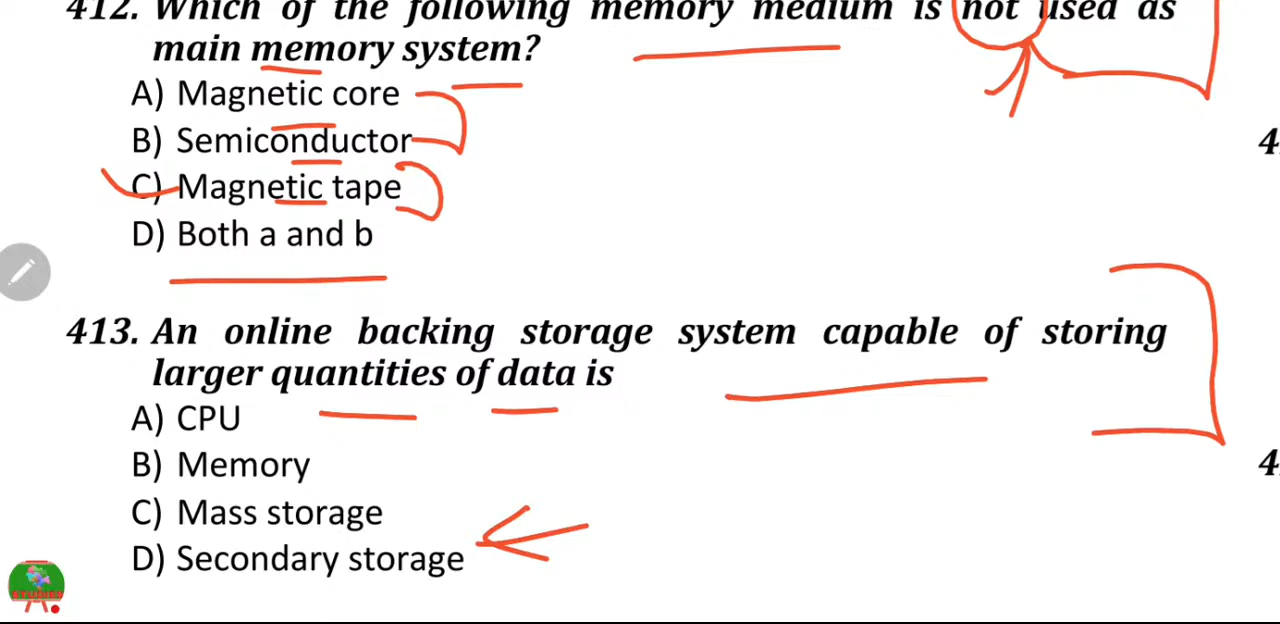 412. Which of the following memory medium is not used as
main memory system?
A) Magnetic core
B) Semiconductor
C) Magnetic tape
D) Both a and b
413. An online backing storage system capable of storing
larger quantities of data is
A) CPU
B) Memory
C) Mass storage
D) Secondary storage
4
4